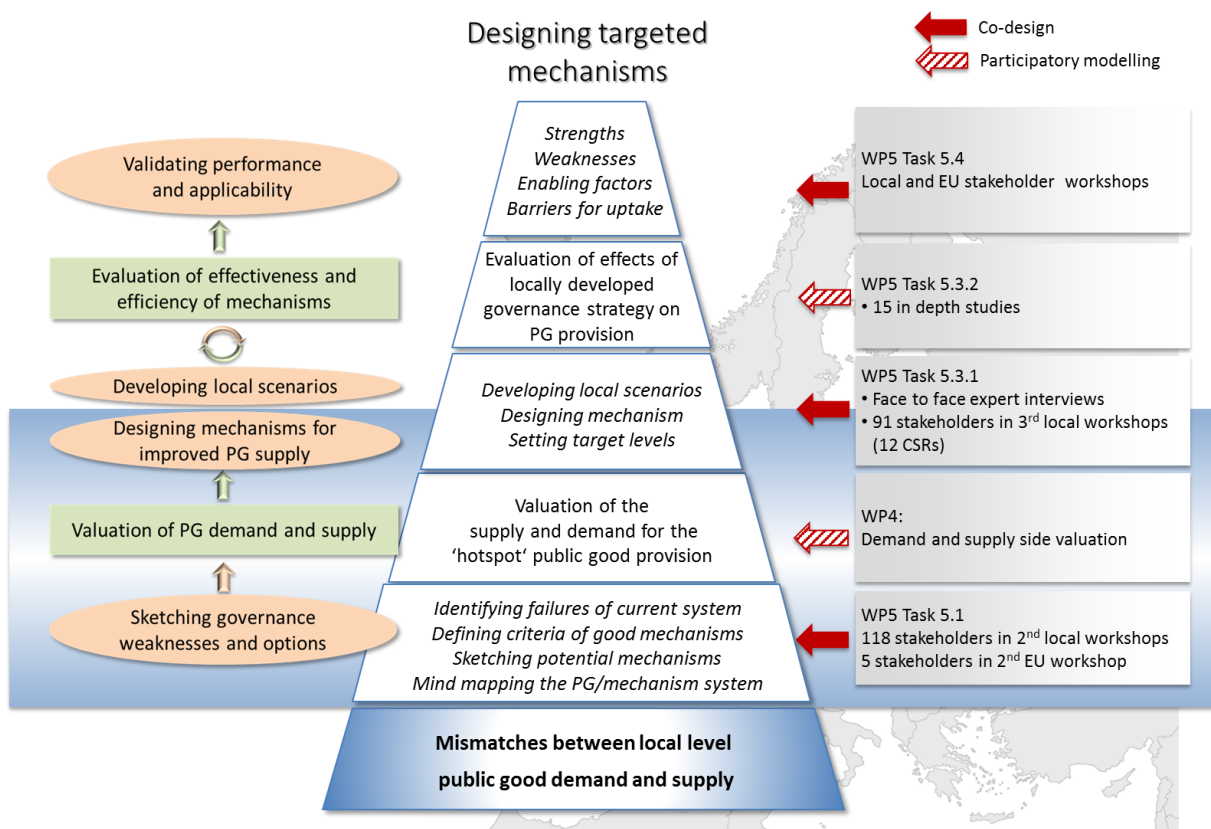 Designing targeted
mechanisms
Co-design
Participatory modelling
Validating performance
and applicability
Evaluation of effectiveness and
efficiency of mechanisms
Developing local scenarios
Designing mechanisms for
improved PG supply
Valuation of PG demand and supply
Sketching governance
weaknesses and options
Strengths
Weaknesses
Enabling factors
Barriers for uptake
Evaluation of effects of
locally developed
governance strategy on
PG provision
Developing local scenarios
Designing mechanism
Setting target levels
Valuation of the
supply and demand for the
‘hotspot‘ public good provision
Identifying failures of current system
Defining criteria of good mechanisms
Sketching potential mechanisms
Mind mapping the PG/mechanism system
Mismatches between local level
public good demand and supply
WP5 Task 5.4
Local and EU stakeholder workshops
WP5 Task 5.3.2
• 15 in depth studies
WP5 Task 5.3.1
• Face to face expert interviews
• 91 stakeholders in 3rd local workshops
(12 CSRs)
WP4:
Demand and supply side valuation
WP5 Task 5.1
118 stakeholders in 2nd local workshops
5 stakeholders in 2nd EU workshop